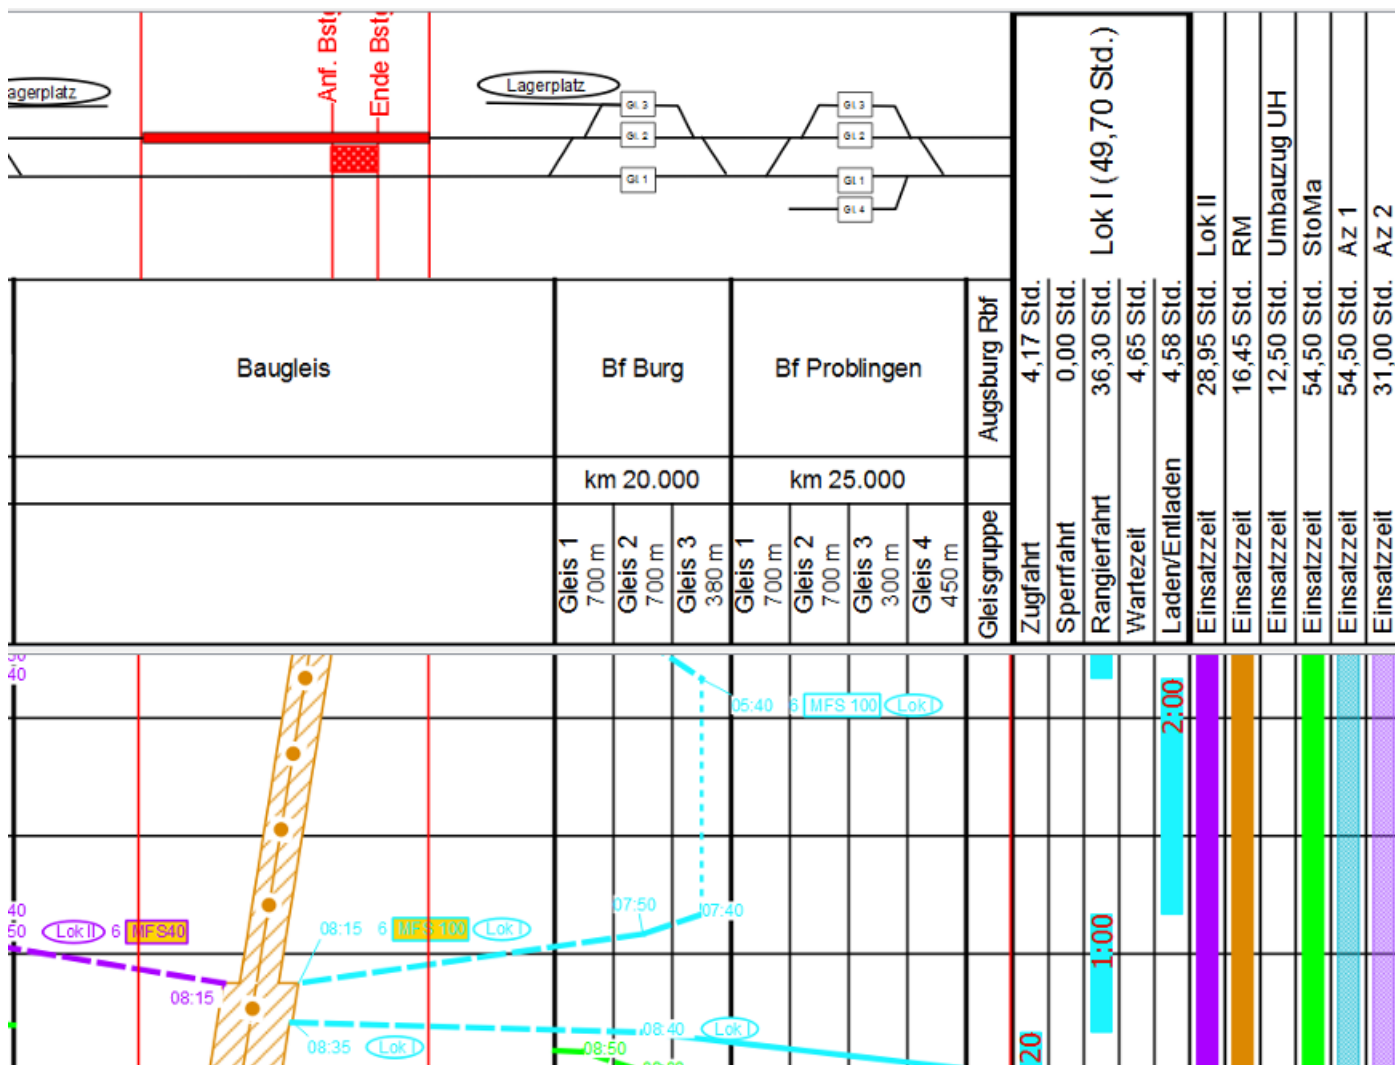 agerplatz
Anf. Bstg
Ende Bstg
Lagerplatz
Gl. 3
Gl. 2
Gl. 1
Gl. 3
Gl. 2
Gl. 1
Gl. 4
Baugleis
Bf Burg
Bf Problingen
Augsburg Rbf
km 20.000
km 25.000
Gleis 1
700 m
Gleis 2
700 m
Gleis 3
380 m
Gleis 1
700 m
Gleis 2
700 m
Gleis 3
300 m
Gleis 4
450 m
Gleisgruppe
Lok I (49,70 Std.)
Zugfahrt 4,17 Std.
Sperrfahrt 0,00 Std.
Rangierfahrt 36,30 Std.
Wartezeit 4,65 Std.
Laden/Entladen 4,58 Std.
Einsatzzeit 28,95 Std. Lok II
Einsatzzeit 16,45 Std. RM
Einsatzzeit 12,50 Std. Umbauzug, UH
Einsatzzeit 54,50 Std. StoMa
Einsatzzeit 54,50 Std. Az 1
Einsatzzeit 31,00 Std. Az 2
40
05:40 6 MFS 100 Lok I
2:00
40
50
Lok II 6 MFS40
08:15 6 MFS 100 Lok I
07:50
07:40
1:00
08:15
08:35 Lok I
08:40 Lok I
08:50
20